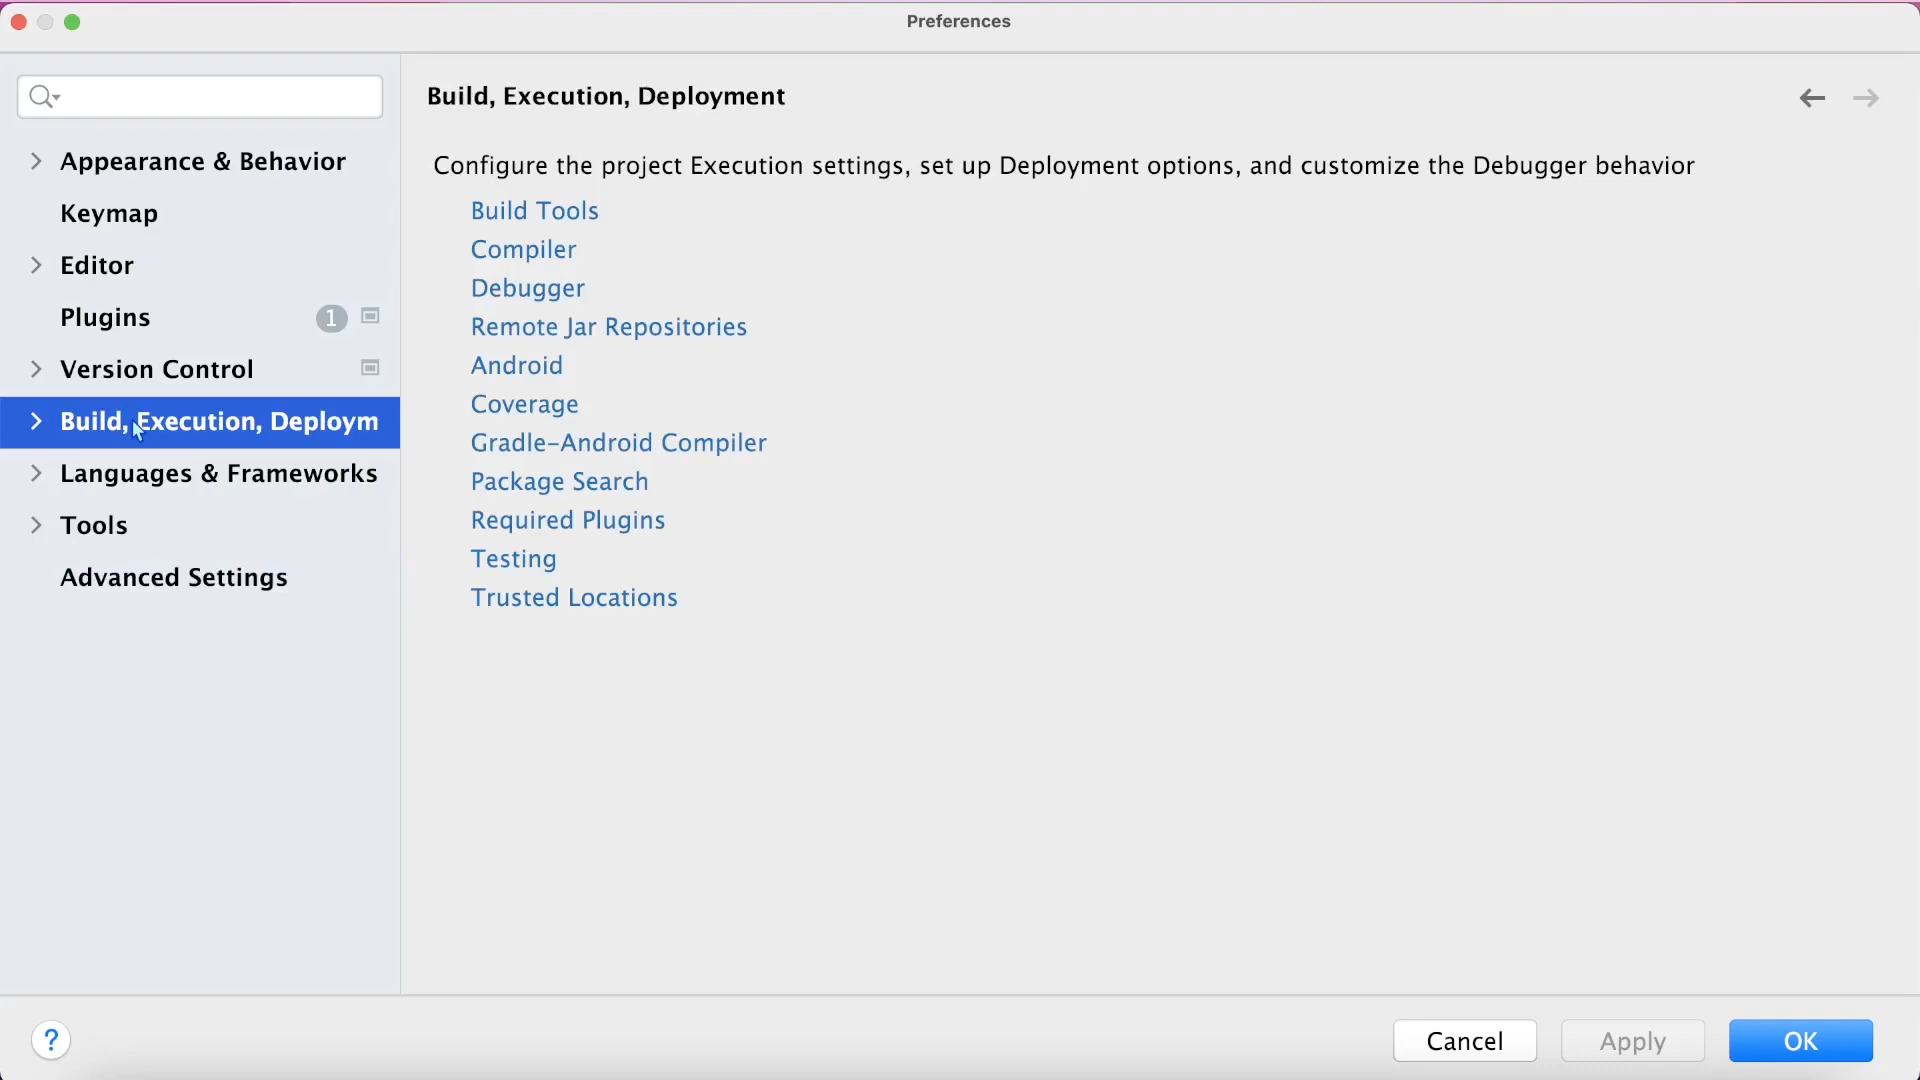 Preferences
Build, Execution, Deployment
Configure the project Execution settings, set up Deployment options, and customize the Debugger behavior
Build Tools
Compiler
Debugger
Remote Jar Repositories
Android
Coverage
Gradle-Android Compiler
Package Search
Required Plugins
Testing
Trusted Locations
Appearance & Behavior
Keymap
Editor
Plugins 1
Version Control
Build, Execution, Deploym
Languages & Frameworks
Tools
Advanced Settings
?
Cancel
Apply
OK